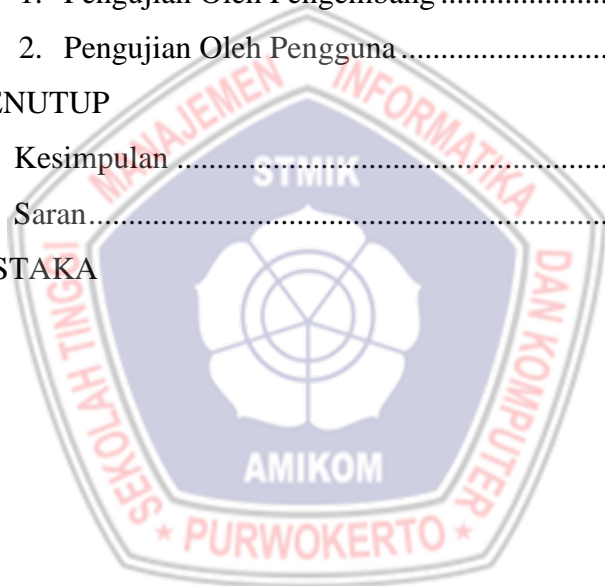 1. Pengujian Oleh Pengembang ......................
2. Pengujian Oleh Pengguna ............................
ENUTUP
Kesimpulan ............................................................
Saran.........................................................................
STAKA
SEKOLAH TINGGI MANAJEMEN INFORMATIKA DAN KOMPUTER
STMIK
AMIKOM
* PURWOKERTO *